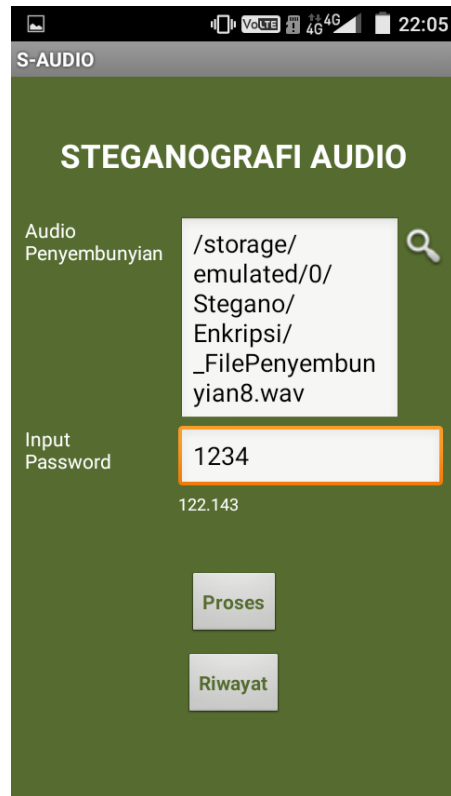 VoLTE 4G 4G 22:05
S-AUDIO
STEGANOGRAFI AUDIO
Audio
Penyembunyian
/storage/
emulated/0/
Stegano/
Enkripsi/
_FilePenyembun
yian8.wav
Input
Password
1234
122.143
Proses
Riwayat